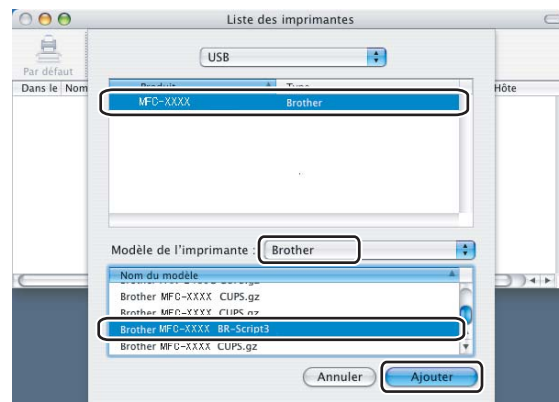 Liste des imprimantes
USB
Par défaut
Dans le Nom
Produit Type
Hôte
MFC-XXXX Brother
Modèle de l'imprimante : Brother
Nom du modèle
Brother MFC-XXXX CUPS.gz
Brother MFC-XXXX CUPS.gz
Brother MFC-XXXX BR-Script3
Brother MFC-XXXX CUPS.gz
Annuler Ajouter